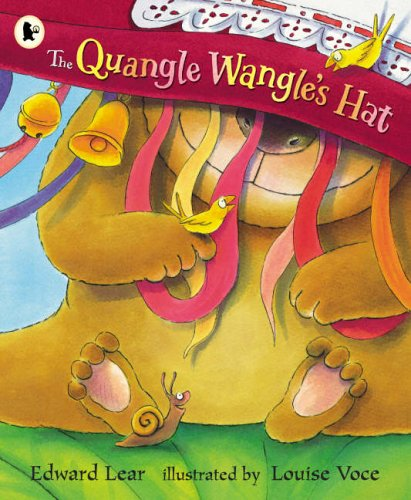 The Quangle Wangle's Hat
Edward Lear illustrated by Louise Voce